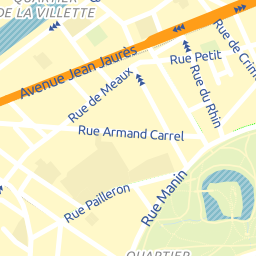 QUARTIER
DE LA VILLETTE
Avenue Jean Jaurès
Rue Petit
Rue de Crim
Rue de Meaux
Rue du Rhin
Rue Armand Carrel
Rue Pailleron
Rue Manin
QUARTIER